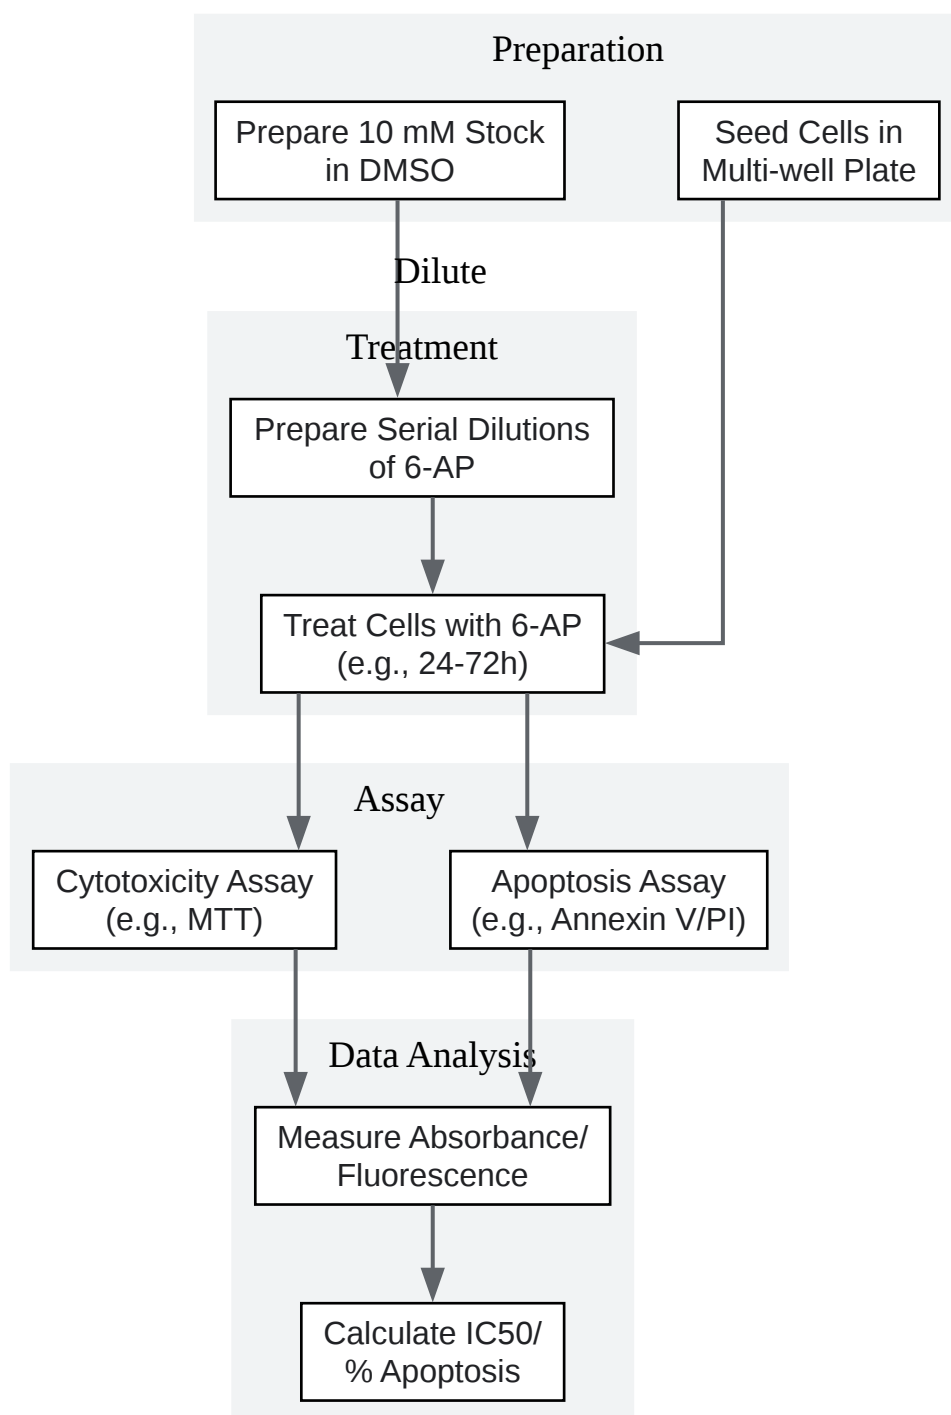 Preparation
Prepare 10 mM Stock
in DMSO
Seed Cells in
Multi-well Plate
Dilute
Treatment
Prepare Serial Dilutions
of 6-AP
Treat Cells with 6-AP
(e.g., 24-72h)
Assay
Cytotoxicity Assay
(e.g., MTT)
Apoptosis Assay
(e.g., Annexin V/PI)
Data Analysis
Measure Absorbance/
Fluorescence
Calculate IC50/
% Apoptosis